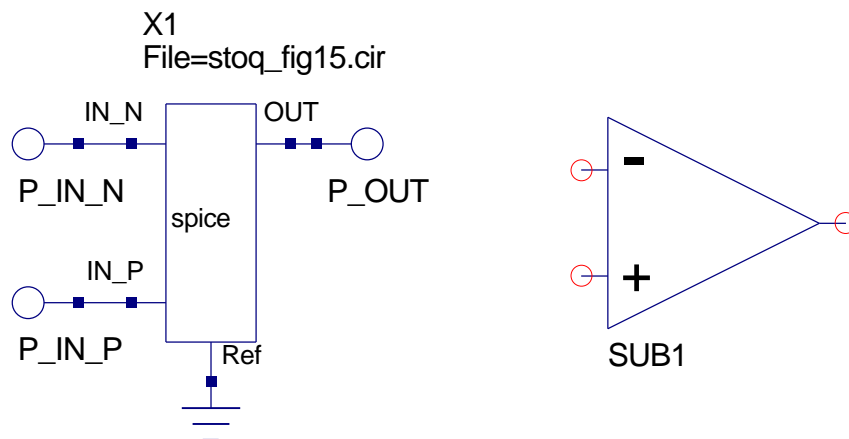 X1
File=stoq_fig15.cir
IN_N
OUT
P_IN_N
P_OUT
spice
IN_P
P_IN_P
Ref
-
+
SUB1